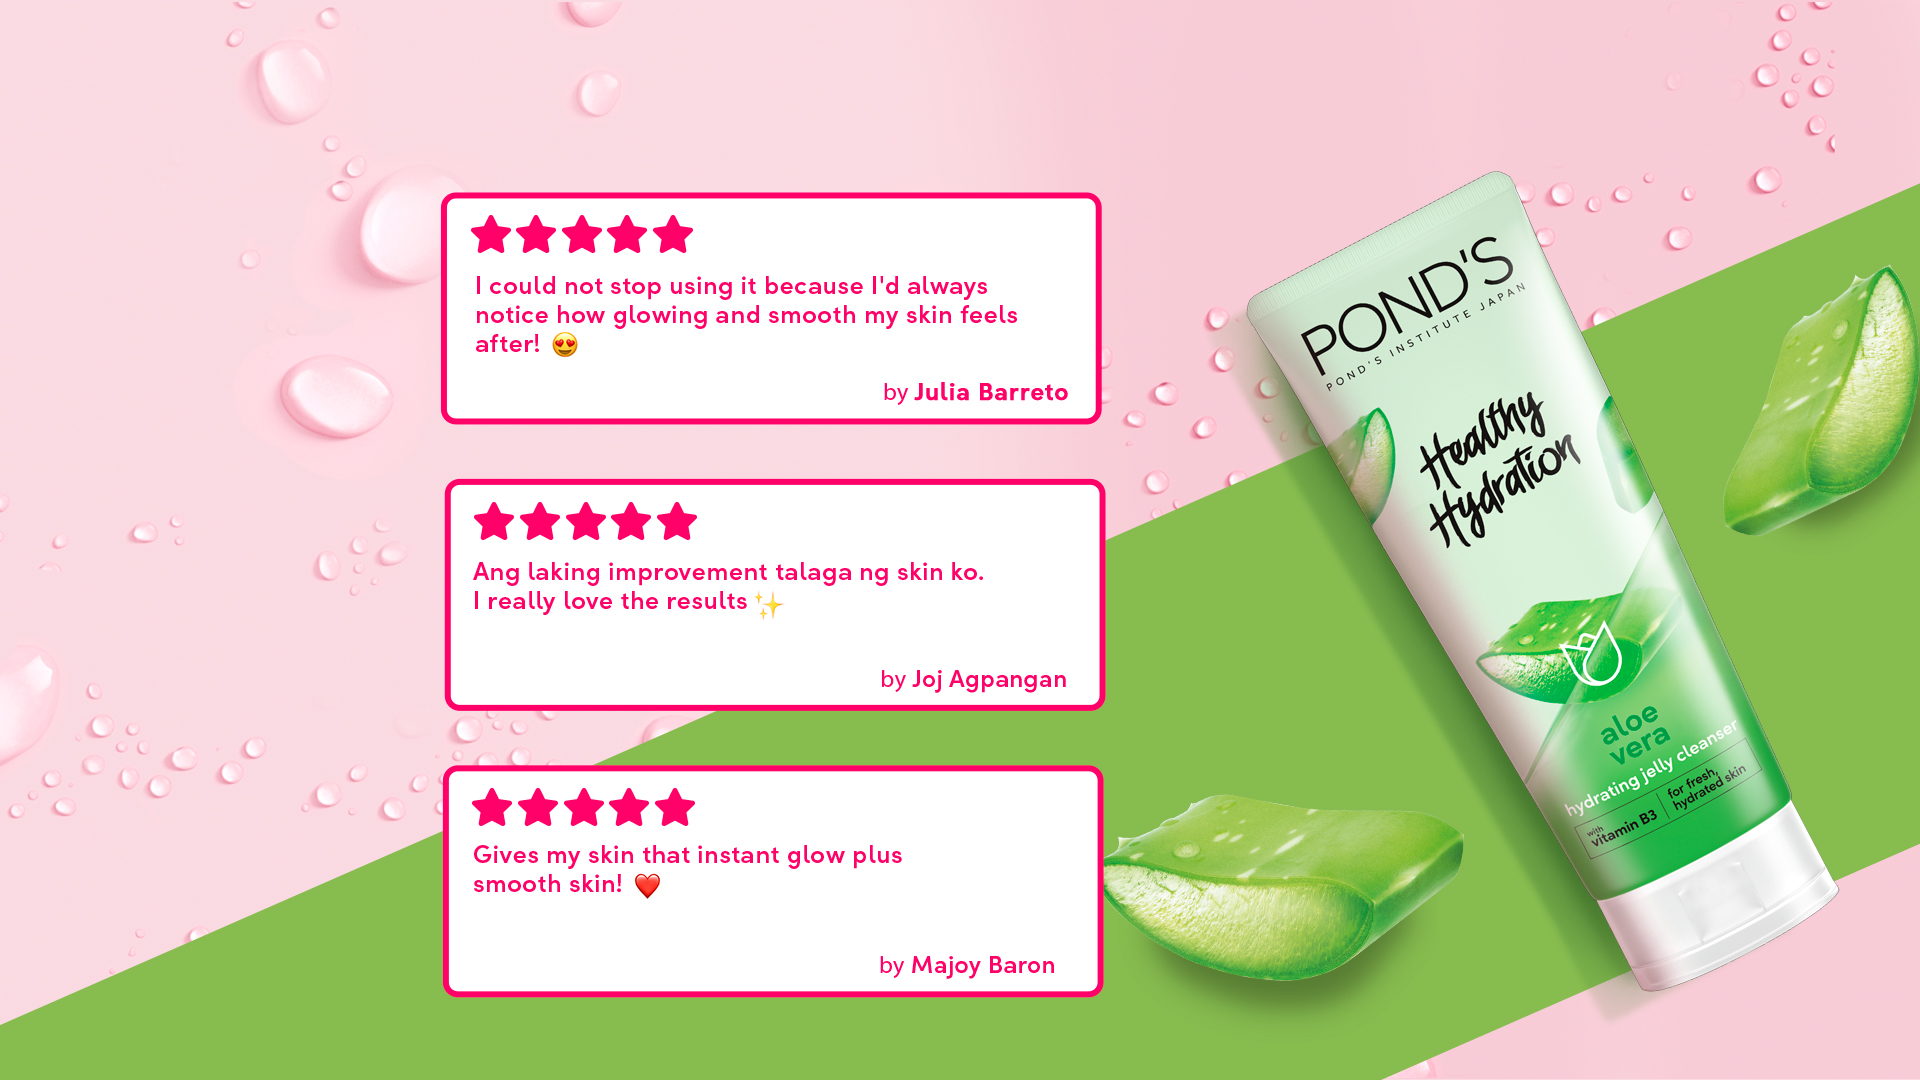 I could not stop using it because I'd always
notice how glowing and smooth my skin feels
after! 😍
by Julia Barreto
Ang laking improvement talaga ng skin ko.
I really love the results ✨
by Joj Agpangan
Gives my skin that instant glow plus
smooth skin! ❤️
by Majoy Baron
POND'S
POND'S INSTITUTE JAPAN
Healthy
Hydration
aloe
vera
hydrating jelly cleanser
with
vitamin B3
for fresh,
hydrated skin